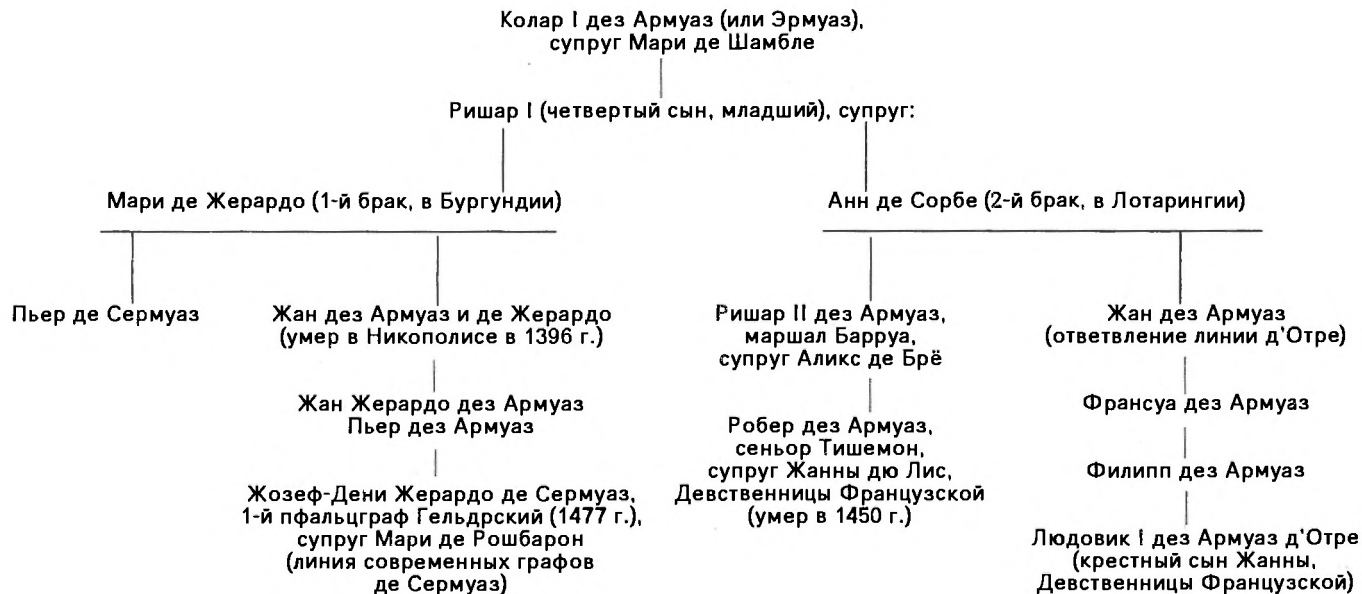 Колар I дез Армуаз (или Эрмуаз),
супруг Мари де Шамбле
Ришар I (четвертый сын, младший), супруг:
Мари де Жерардо (1-й брак, в Бургундии)
Анн де Сорбе (2-й брак, в Лотарингии)
Пьер де Сермуаз
Жан дез Армуаз и де Жерардо
(умер в Никополисе в 1396 г.)
Жан Жерардо дез Армуаз
Пьер дез Армуаз
Жозеф-Дени Жерардо де Сермуаз,
1-й пфальцграф Гельдрский (1477 г.),
супруг Мари де Рошбарон
(линия современных графов
де Сермуаз)
Ришар II дез Армуаз,
маршал Барруа,
супруг Аликс де Брё
Робер дез Армуаз,
сеньор Тишемон,
супруг Жанны дю Лис,
Девственницы Французской
(умер в 1450 г.)
Жан дез Армуаз
(ответвление линии д'Отре)
Франсуа дез Армуаз
Филипп дез Армуаз
Людовик I дез Армуаз д'Отре
(крестный сын Жанны,
Девственницы Французской)